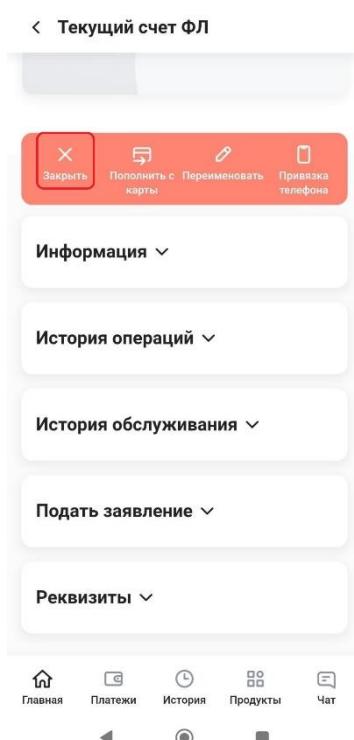 Текущий счет ФЛ
Закрыть
Пополнить с
карты
Переименовать
Привязка
телефона
Информация
История операций
История обслуживания
Подать заявление
Реквизиты
Главная
Платежи
История
Продукты
Чат